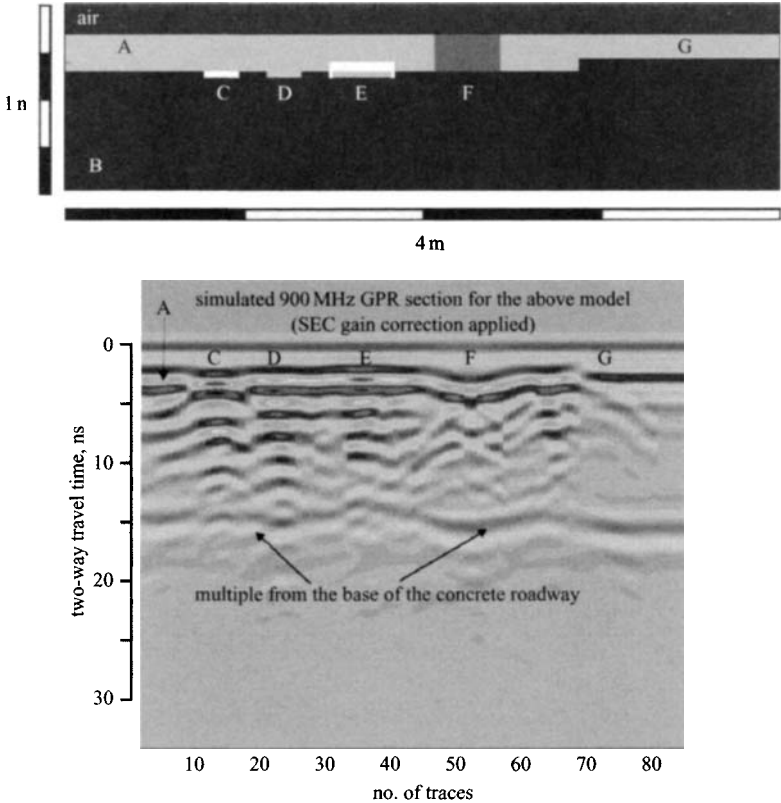 air
A
G
C
D
E
F
1 n
B
4 m
simulated 900 MHz GPR section for the above model
(SEC gain correction applied)
A
C
D
E
F
G
0
10
20
30
two-way travel time, ns
multiple from the base of the concrete roadway
10
20
30
40
50
60
70
80
no. of traces